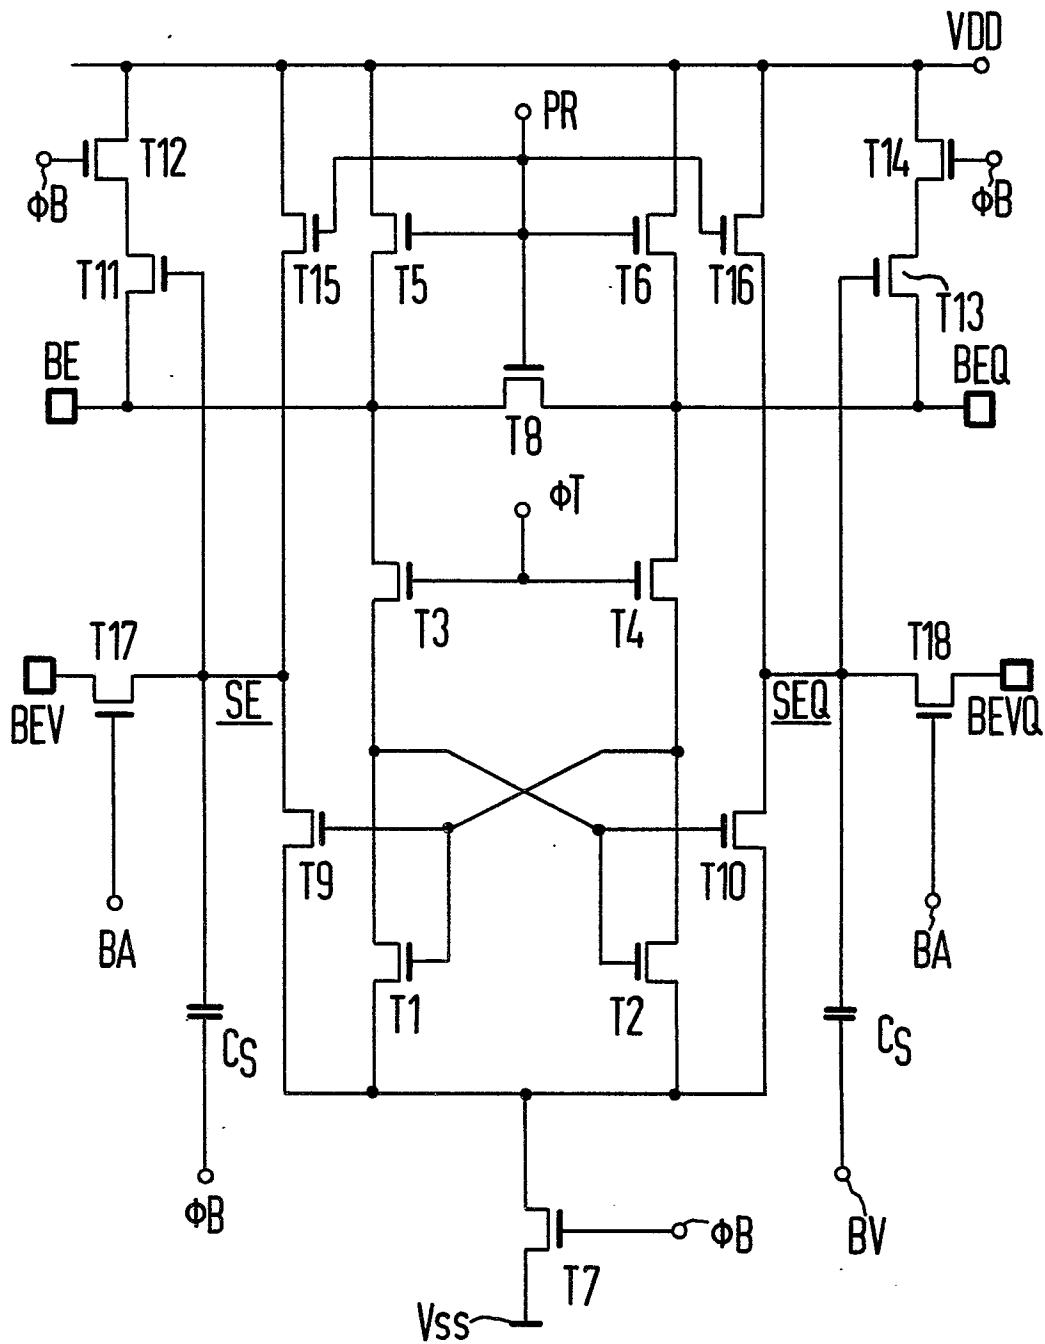 VDD
PR
T12
T14
ΦB
ΦB
T11
T15
T5
T6
T16
T13
BE
BEQ
T8
ΦT
T3
T4
T17
T18
SE
SEQ
BEV
BEVQ
T9
T10
BA
BA
T1
T2
CS
CS
ΦB
ΦB
BV
T7
VSS